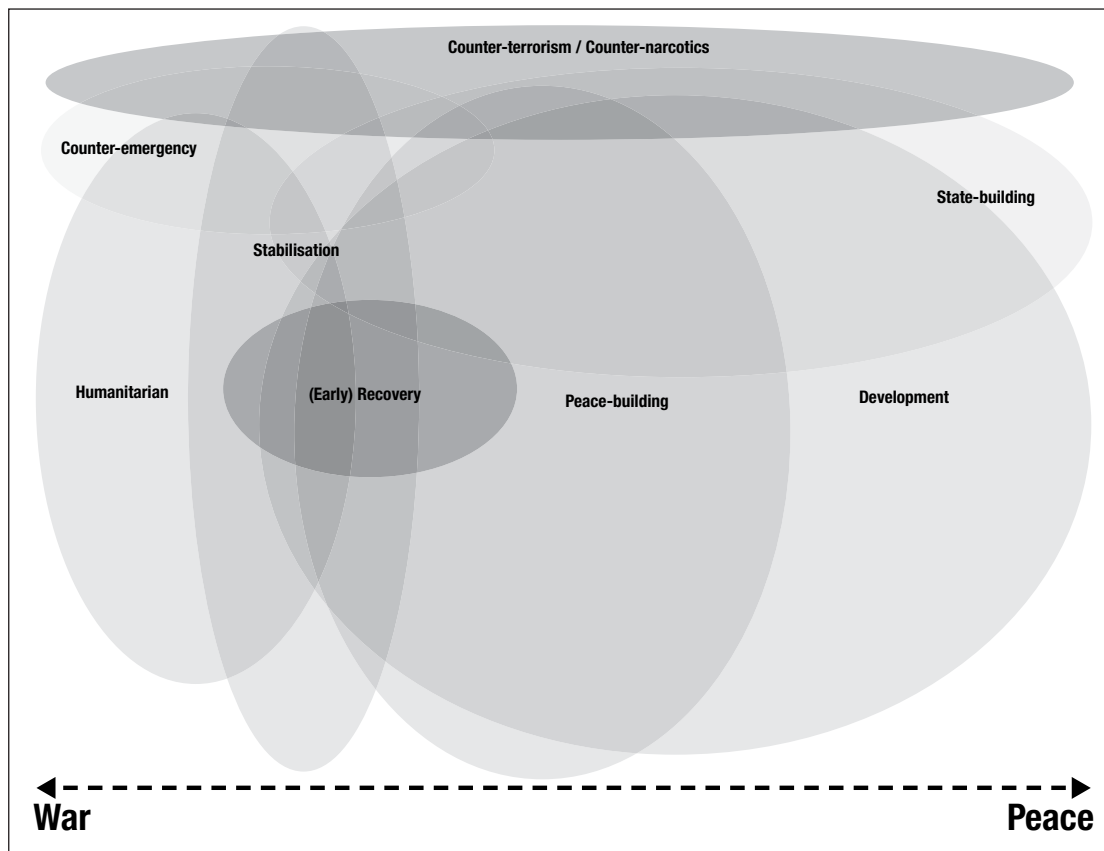 Counter-terrorism / Counter-narcotics
Counter-emergency
State-building
Stabilisation
Humanitarian
(Early) Recovery
Peace-building
Development
War
Peace